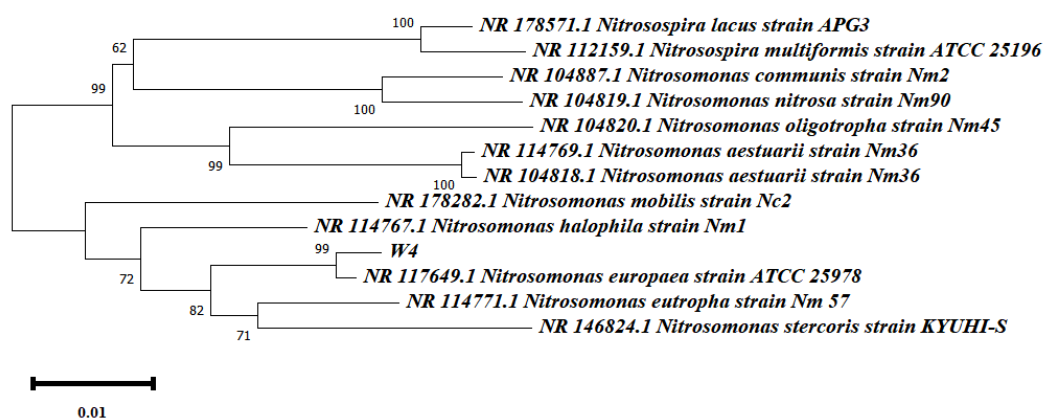 100 NR 178571.1 Nitrosospira lacus strain APG3
62 NR 112159.1 Nitrosospira multiformis strain ATCC 25196
NR 104887.1 Nitrosomonas communis strain Nm2
99
100 NR 104819.1 Nitrosomonas nitrosa strain Nm90
NR 104820.1 Nitrosomonas oligotropha strain Nm45
NR 114769.1 Nitrosomonas aestuarii strain Nm36
99
100 NR 104818.1 Nitrosomonas aestuarii strain Nm36
NR 178282.1 Nitrosomonas mobilis strain Nc2
NR 114767.1 Nitrosomonas halophila strain Nm1
99 W4
72 NR 117649.1 Nitrosomonas europaea strain ATCC 25978
NR 114771.1 Nitrosomonas eutropha strain Nm 57
82
71 NR 146824.1 Nitrosomonas stercoris strain KYUHI-S
0.01